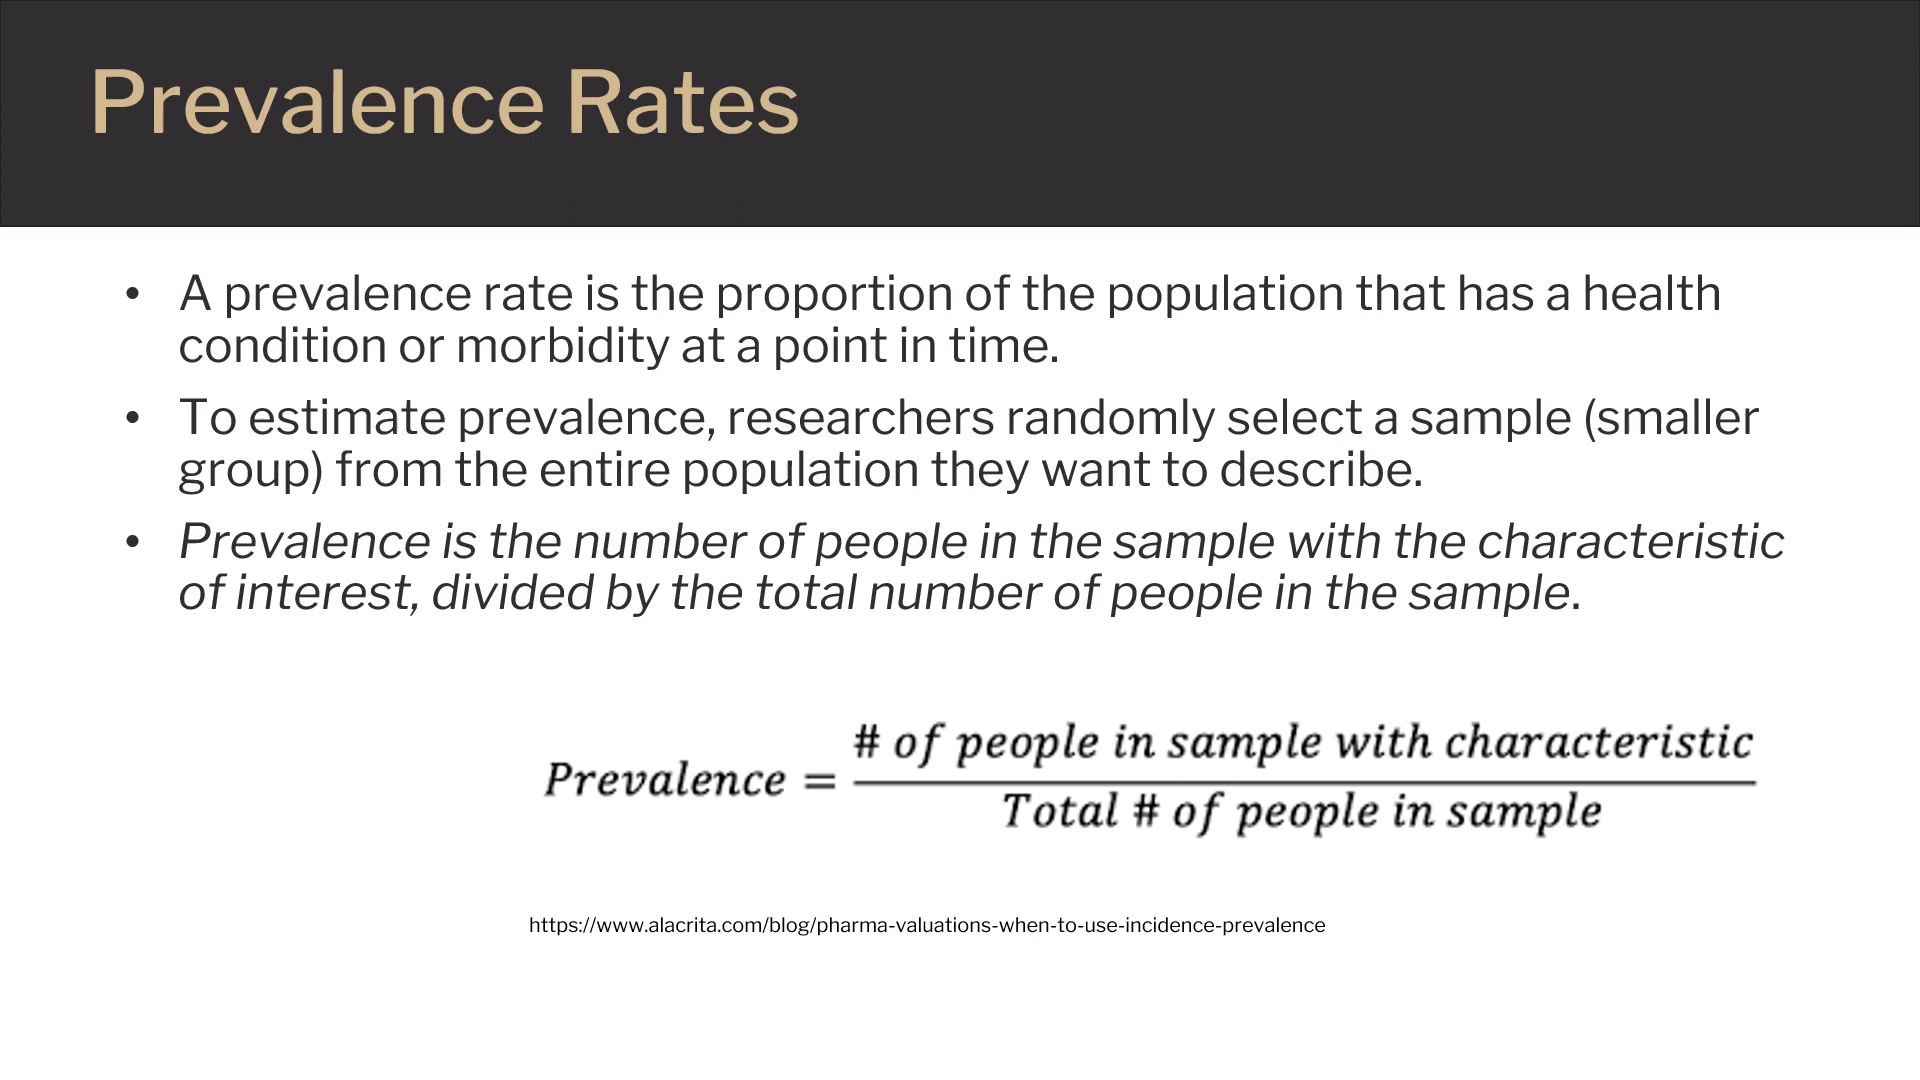 Prevalence Rates
• A prevalence rate is the proportion of the population that has a health
condition or morbidity at a point in time.
• To estimate prevalence, researchers randomly select a sample (smaller
group) from the entire population they want to describe.
• Prevalence is the number of people in the sample with the characteristic
of interest, divided by the total number of people in the sample.
# of people in sample with characteristic
Prevalence =
Total # of people in sample
https://www.alacrita.com/blog/pharma-valuations-when-to-use-incidence-prevalence